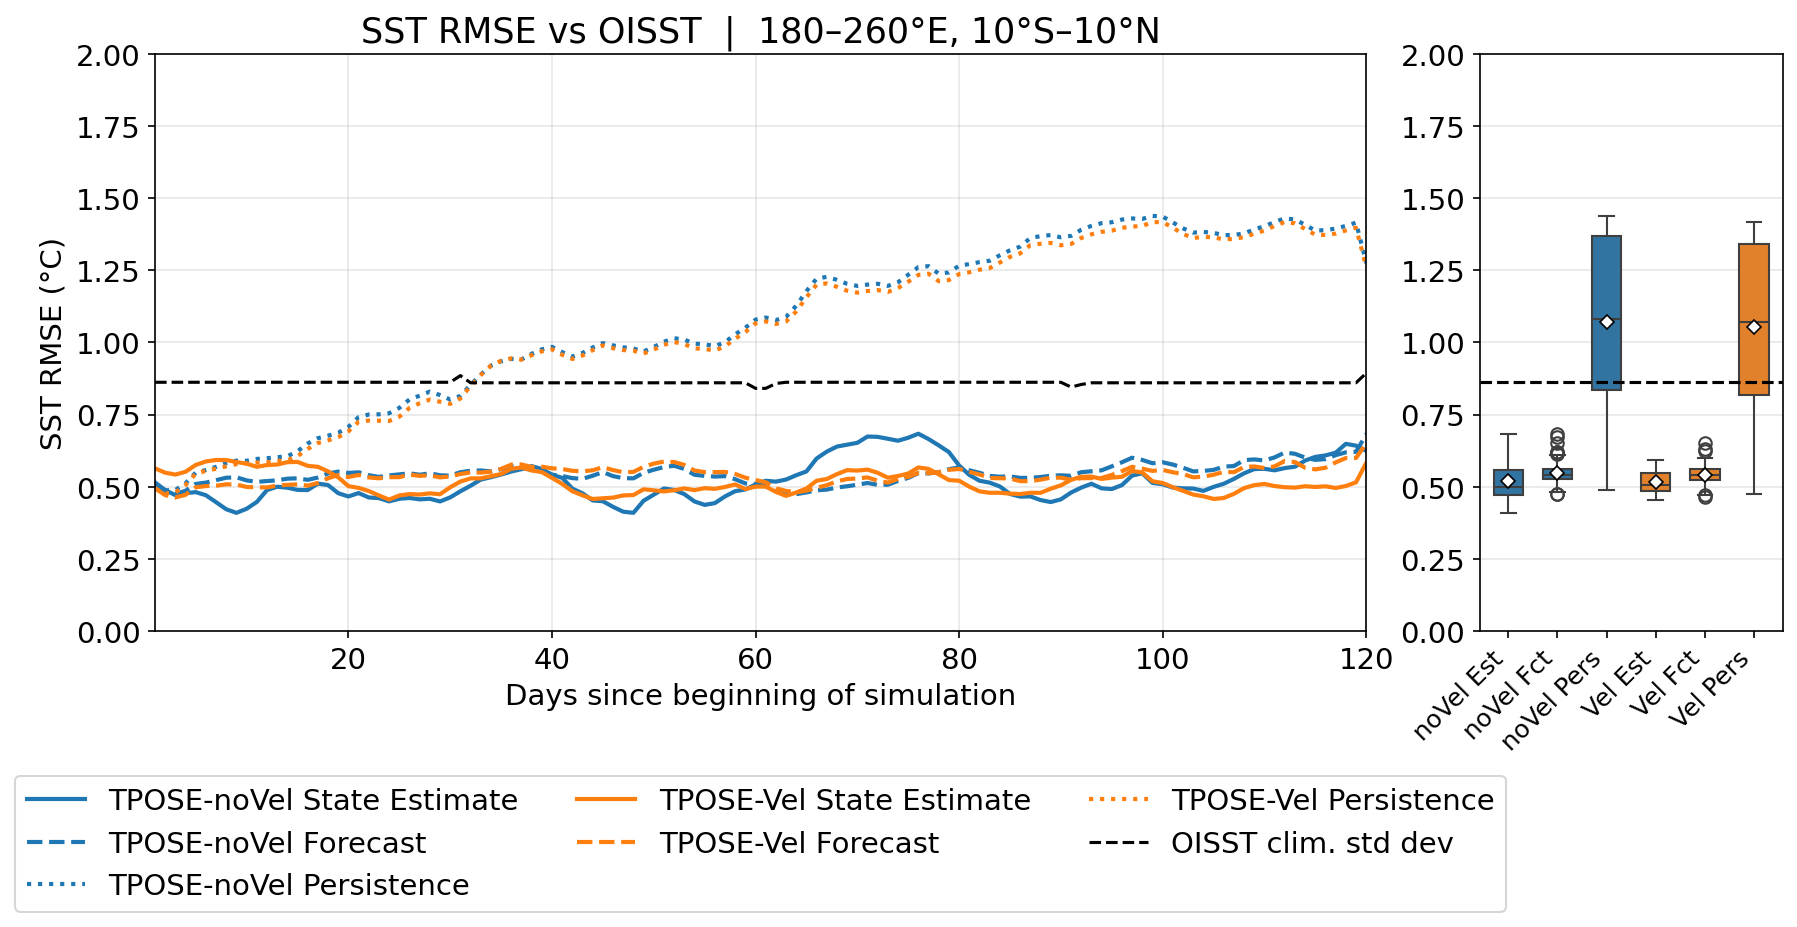 SST RMSE vs OISST | 180–260°E, 10°S–10°N
2.00
1.75
1.50
1.25
1.00
0.75
0.50
0.25
0.00
SST RMSE (°C)
20
40
60
80
100
120
Days since beginning of simulation
2.00
1.75
1.50
1.25
1.00
0.75
0.50
0.25
0.00
noVel Est
noVel Fct
noVel Pers
Vel Est
Vel Fct
Vel Pers
TPOSE-noVel State Estimate
TPOSE-noVel Forecast
TPOSE-noVel Persistence
TPOSE-Vel State Estimate
TPOSE-Vel Forecast
TPOSE-Vel Persistence
OISST clim. std dev